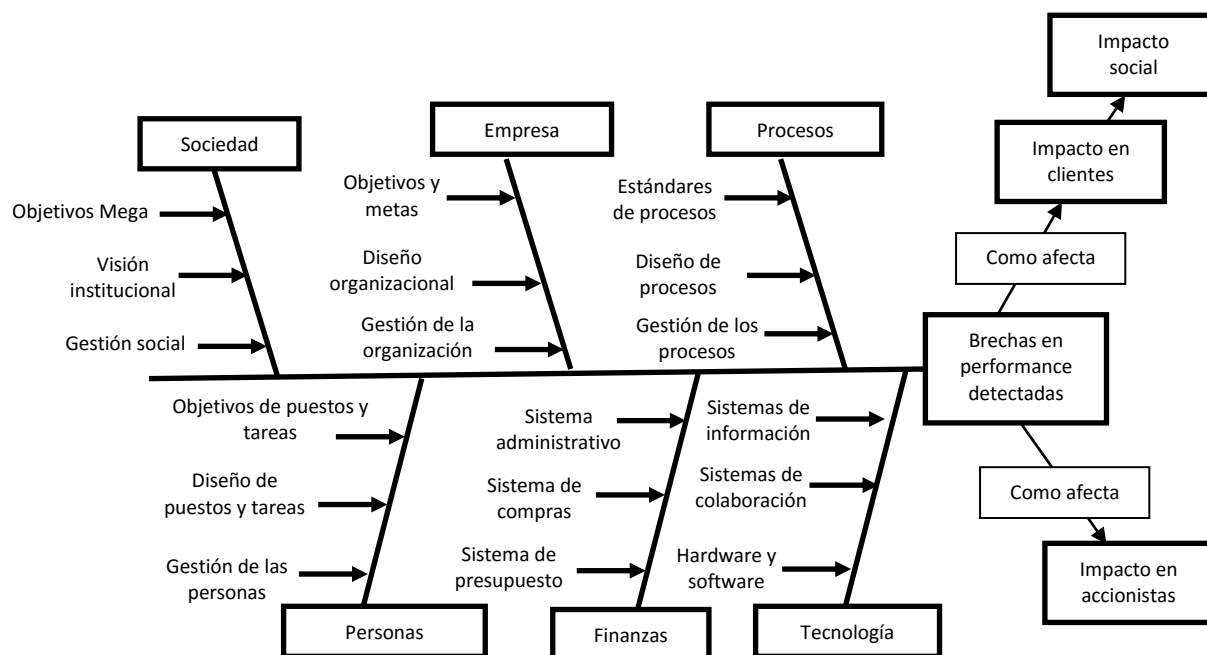 Impacto
social
Sociedad
Empresa
Procesos
Impacto en
clientes
Objetivos Mega
Visión
institucional
Gestión social
Objetivos y
metas
Diseño
organizacional
Gestión de la
organización
Estándares
de procesos
Diseño de
procesos
Gestión de los
procesos
Como afecta
Brechas en
performance
detectadas
Objetivos de puestos y
tareas
Diseño de
puestos y tareas
Gestión de las
personas
Sistema
administrativo
Sistema de
compras
Sistema de
presupuesto
Sistemas de
información
Sistemas de
colaboración
Hardware y
software
Como afecta
Impacto en
accionistas
Personas
Finanzas
Tecnología